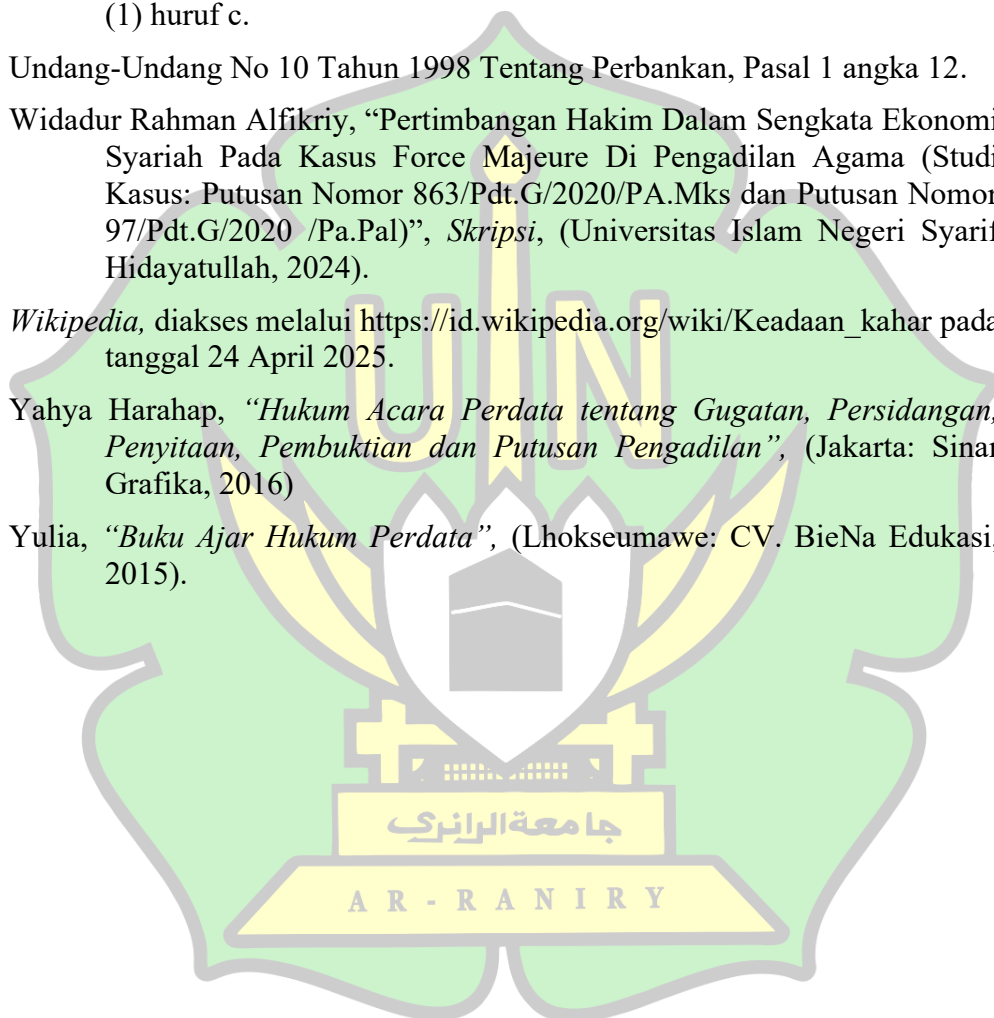 (1) huruf c.
Undang-Undang No 10 Tahun 1998 Tentang Perbankan, Pasal 1 angka 12.
Widadur Rahman Alfikriy, “Pertimbangan Hakim Dalam Sengkata Ekonomi
Syariah Pada Kasus Force Majeure Di Pengadilan Agama (Studi
Kasus: Putusan Nomor 863/Pdt.G/2020/PA.Mks dan Putusan Nomor
97/Pdt.G/2020 /Pa.Pal)”, Skripsi, (Universitas Islam Negeri Syarif
Hidayatullah, 2024).
Wikipedia, diakses melalui https://id.wikipedia.org/wiki/Keadaan_kahar pada
tanggal 24 April 2025.
Yahya Harahap, “Hukum Acara Perdata tentang Gugatan, Persidangan,
Penyitaan, Pembuktian dan Putusan Pengadilan”, (Jakarta: Sinar
Grafika, 2016)
Yulia, “Buku Ajar Hukum Perdata”, (Lhokseumawe: CV. BieNa Edukasi,
2015).
UIN
جامعة الرانري
AR-RANIRY